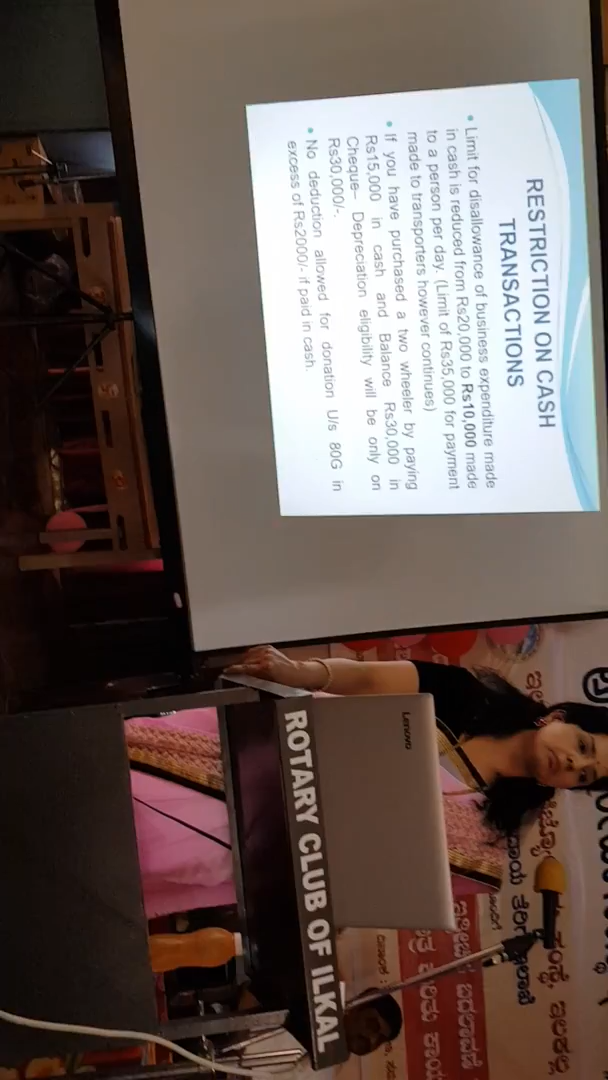 RESTRICTION ON CASH
TRANSACTIONS
• Limit for disallowance of business expenditure made
in cash is reduced from Rs20,000 to Rs10,000 made
to a person per day. (Limit of Rs35,000 for payment
made to transporters however continues)
• If you have purchased a two wheeler by paying
Rs15,000 in cash and Balance Rs30,000 in
Cheque– Depreciation eligibility will be only on
Rs30,000/-.
• No deduction allowed for donation U/s 80G in
excess of Rs2000/- if paid in cash.
Lenovo
ROTARY CLUB OF ILKAL